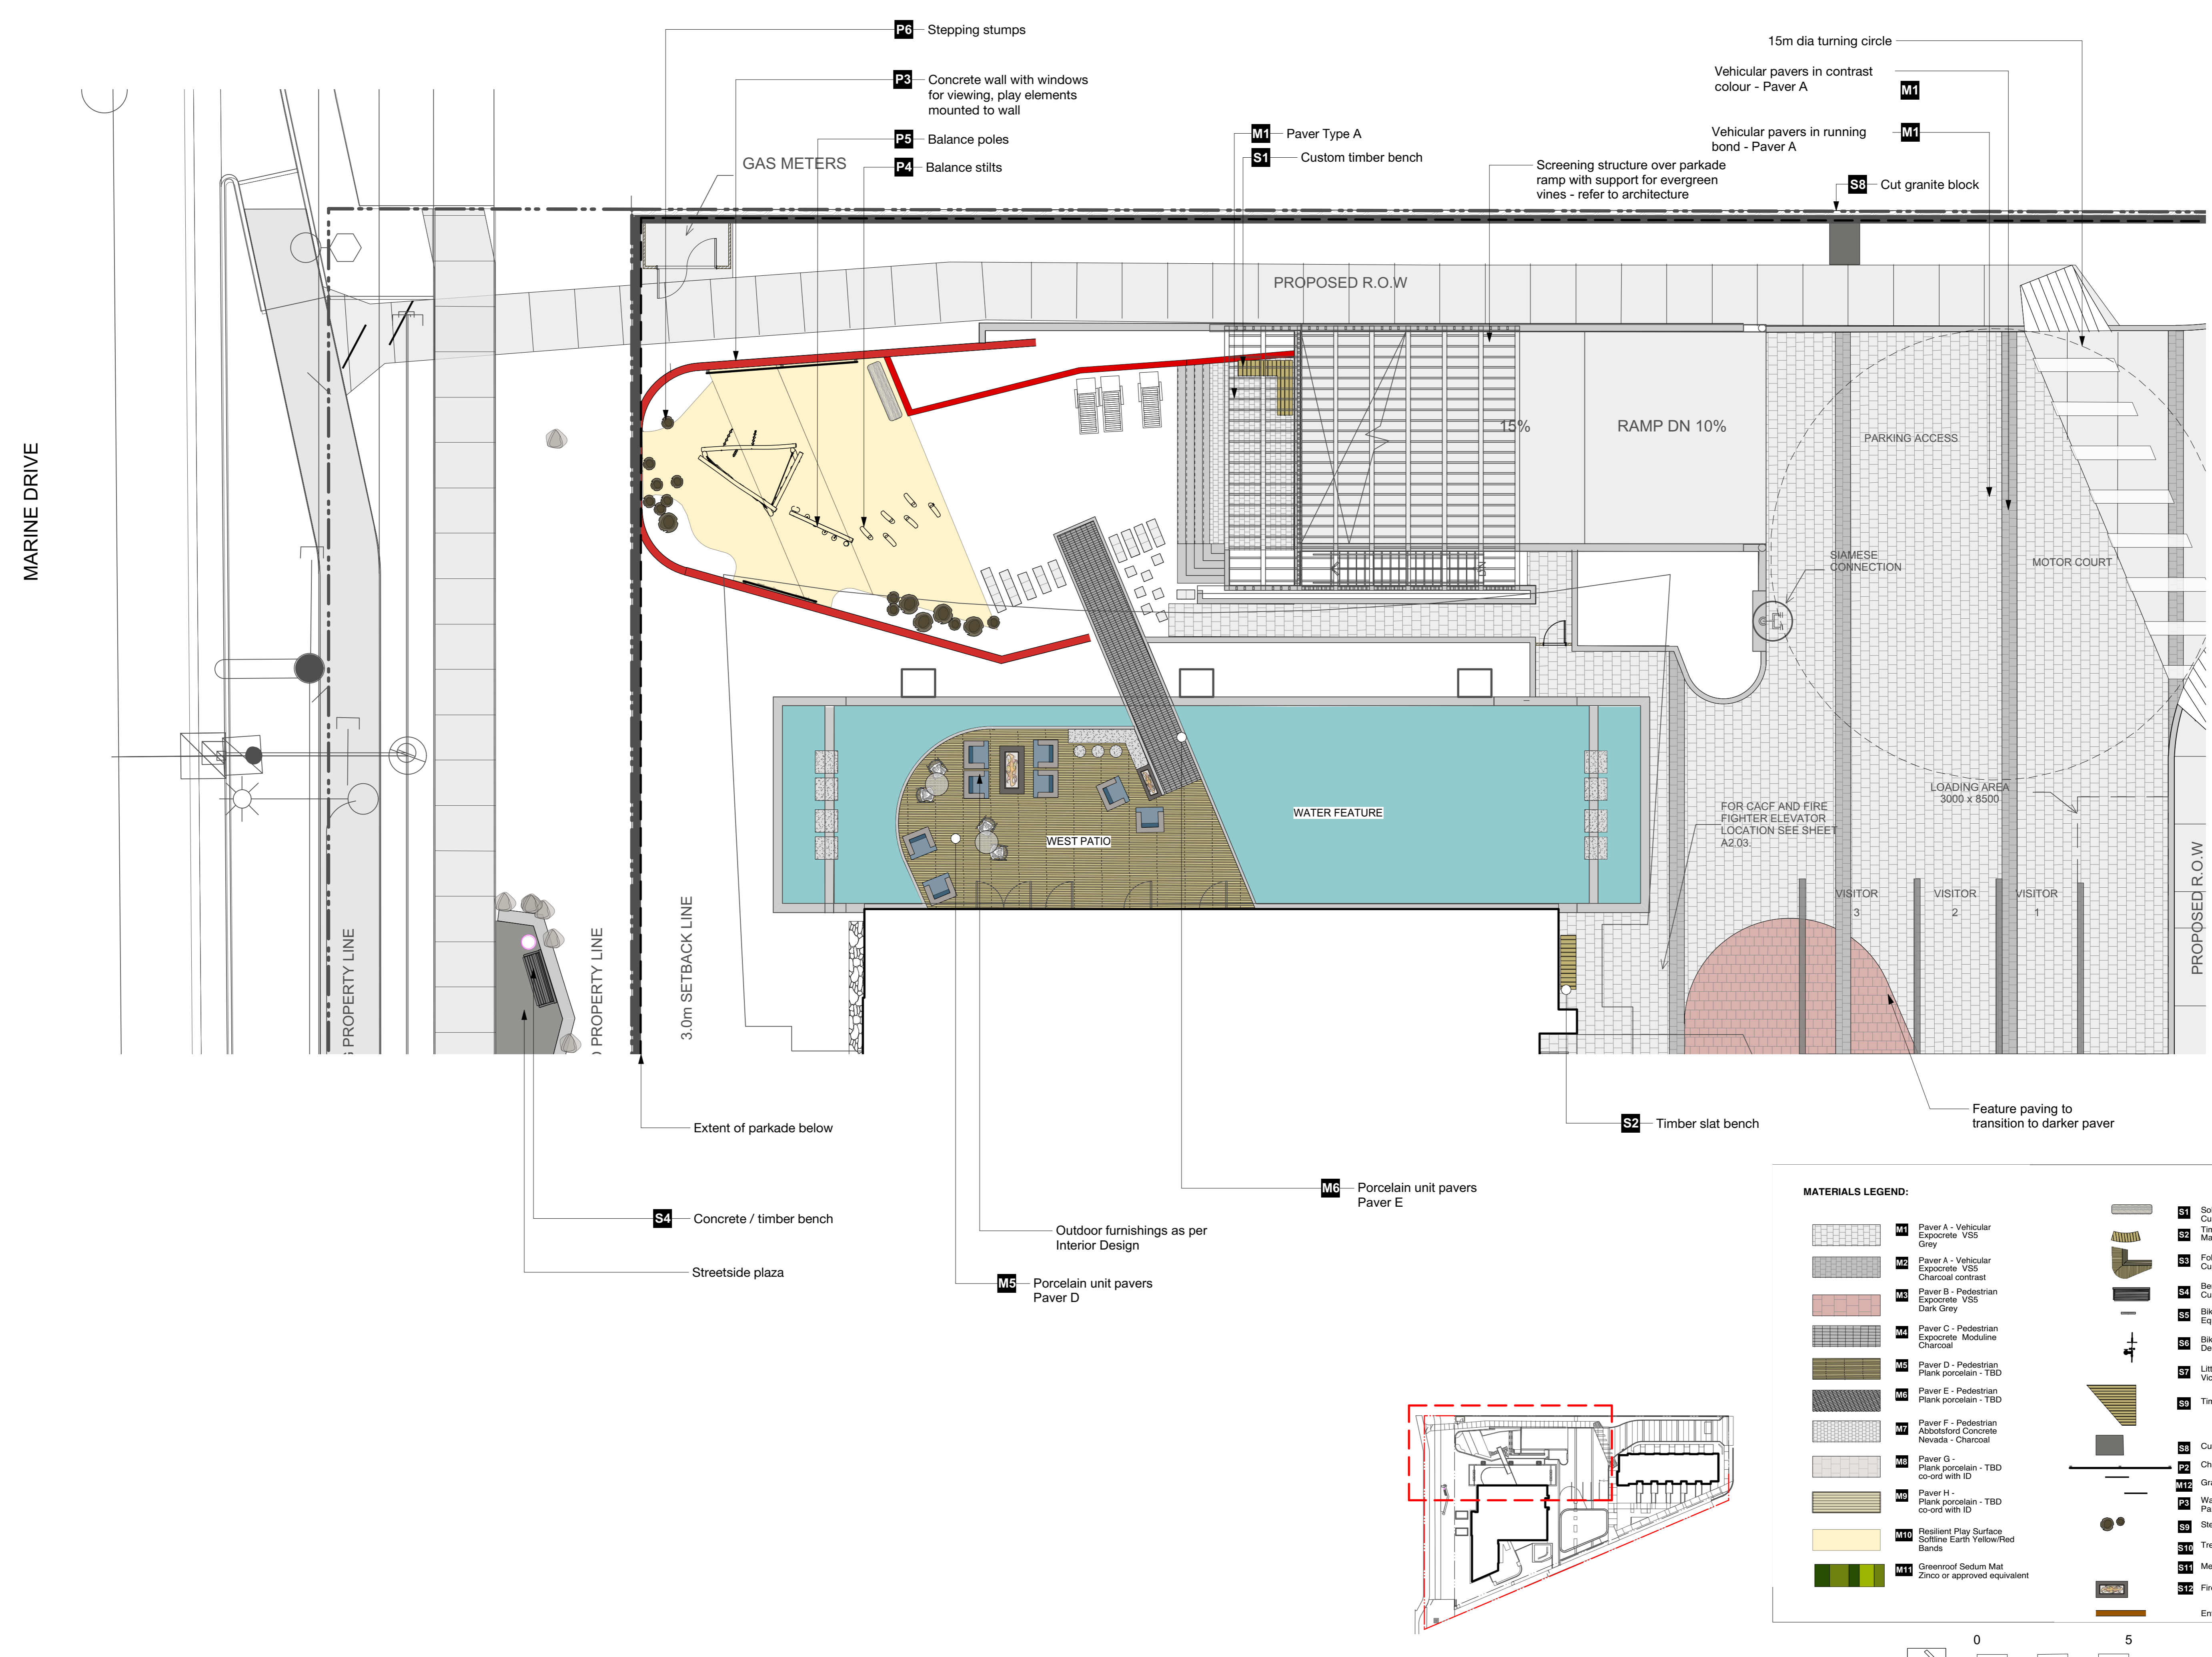 P6 Stepping stumps
P3 Concrete wall with windows
for viewing, play elements
mounted to wall
P5 Balance poles
P4 Balance stilts
GAS METERS
M1 Paver Type A
S1 Custom timber bench
Screening structure over parkade
ramp with support for evergreen
vines - refer to architecture
15m dia turning circle
Vehicular pavers in contrast
colour - Paver A
M1
Vehicular pavers in running
bond - Paver A
M1
S8 Cut granite block
PROPOSED R.O.W
MARINE DRIVE
15%
RAMP DN 10%
PARKING ACCESS
SIAMESE
CONNECTION
MOTOR COURT
DN
WATER FEATURE
WEST PATIO
LOADING AREA
3000 x 8500
FOR CACF AND FIRE
FIGHTER ELEVATOR
LOCATION SEE SHEET
A2.03.
VISITOR
3
VISITOR
2
VISITOR
1
PROPOSED R.O.W
PROPERTY LINE
PROPERTY LINE
3.0m SETBACK LINE
Extent of parkade below
S4 Concrete / timber bench
Streetside plaza
Outdoor furnishings as per
Interior Design
M5 Porcelain unit pavers
Paver D
M6 Porcelain unit pavers
Paver E
S2 Timber slat bench
Feature paving to
transition to darker paver
MATERIALS LEGEND:
M1 Paver A - Vehicular
Expocrete VS5
Grey
M2 Paver A - Vehicular
Expocrete VS5
Charcoal contrast
M3 Paver B - Pedestrian
Expocrete VS5
Dark Grey
M4 Paver C - Pedestrian
Expocrete Moduline
Charcoal
M5 Paver D - Pedestrian
Plank porcelain - TBD
M6 Paver E - Pedestrian
Plank porcelain - TBD
M7 Paver F - Pedestrian
Abbotsford Concrete
Nevada - Charcoal
M8 Paver G -
Plank porcelain - TBD
co-ord with ID
M9 Paver H -
Plank porcelain - TBD
co-ord with ID
M10 Resilient Play Surface
Softline Earth Yellow/Red
Bands
M11 Greenroof Sedum Mat
Zinco or approved equivalent
S1
S2
S3
S4
S5
S6
S7
S9
S8
P2
M12
P3
S9
S10
S11
S12
0
5